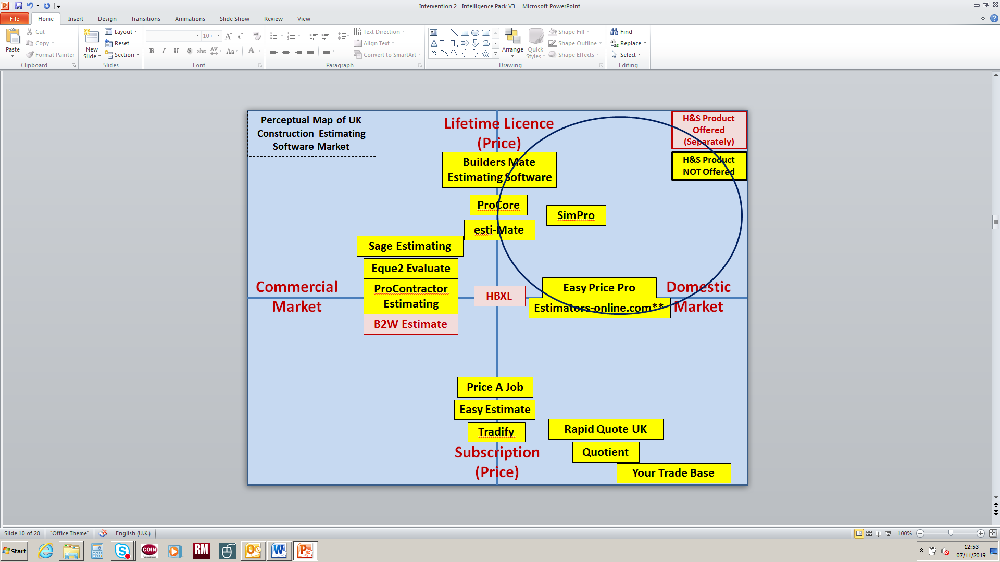 Intervention 2 - Intelligence Pack V3 - Microsoft PowerPoint
File Home Insert Design Transitions Animations Slide Show Review View
Paste
Cut
Copy
Format Painter
Clipboard
New
Slide
Layout
Reset
Section
Slides
10+
Font
Text Direction
Align Text
Convert to SmartArt
Paragraph
Arrange
Quick
Styles
Shape Fill
Shape Outline
Shape Effects
Drawing
Find
Replace
Select
Editing
Perceptual Map of UK
Construction Estimating
Software Market
Lifetime Licence
(Price)
H&S Product
Offered
(Separately)
H&S Product
NOT Offered
Builders Mate
Estimating Software
ProCore
SimPro
esti-Mate
Sage Estimating
Eque2 Evaluate
ProContractor
Estimating
B2W Estimate
Commercial
Market
HBXL
Easy Price Pro
Estimators-online.com**
Domestic
Market
Price A Job
Easy Estimate
Tradify
Rapid Quote UK
Quotient
Your Trade Base
Subscription
(Price)
Slide 10 of 28 "Office Theme" English (U.K.) 100%
Start
COIN
RM
12:53
07/11/2019